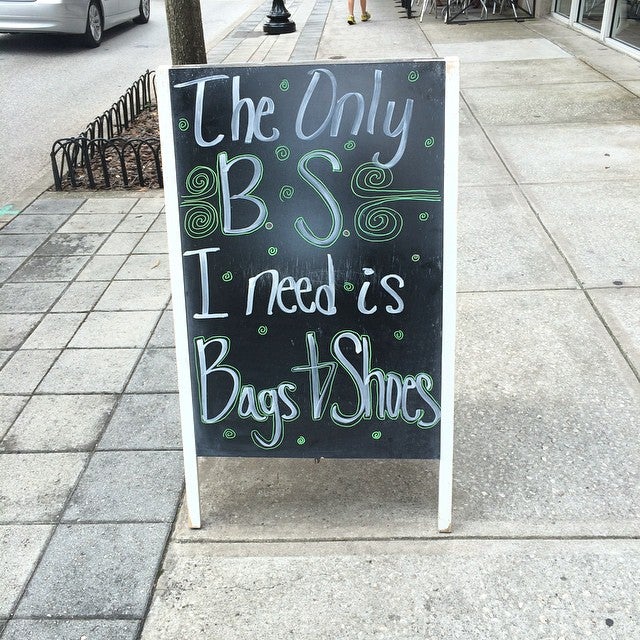 The Only
B. S.
I need is
Bags & Shoes